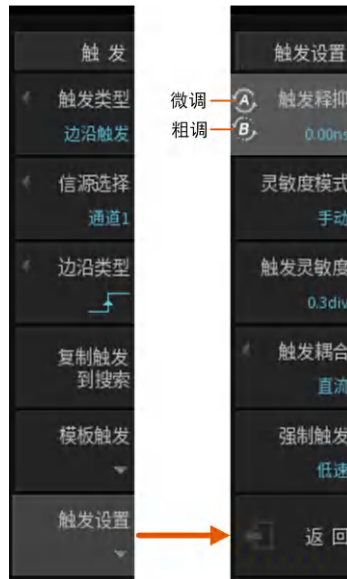 触 发
触发类型
边沿触发
信源选择
通道1
边沿类型
复制触发
到搜索
模板触发
触发设置
微调
粗调
触发设置
A 触发释抑
B 0.00ns
灵敏度模式
手动
触发灵敏度
0.3div
触发耦合
直流
强制触发
低速
返 回